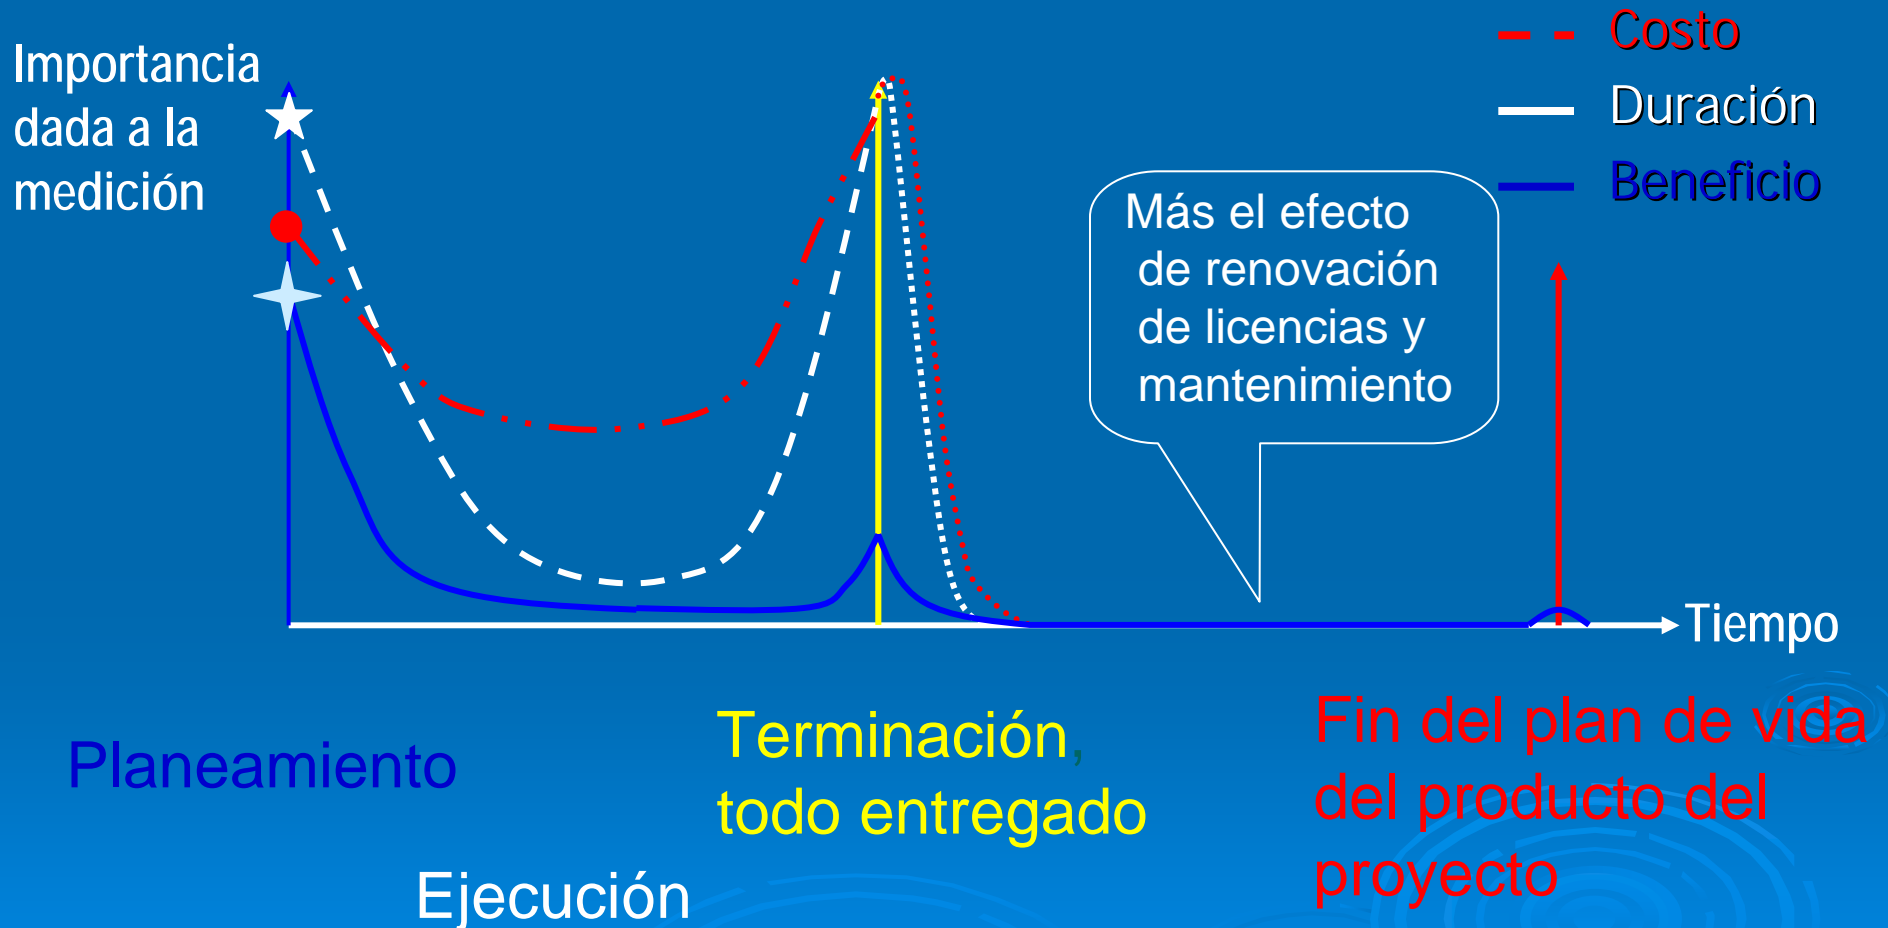 Importancia
dada a la
medición
Costo
Duración
Beneficio
Más el efecto
de renovación
de licencias y
mantenimiento
Tiempo
Planeamiento
Ejecución
Terminación,
todo entregado
Fin del plan de vida
del producto del
proyecto